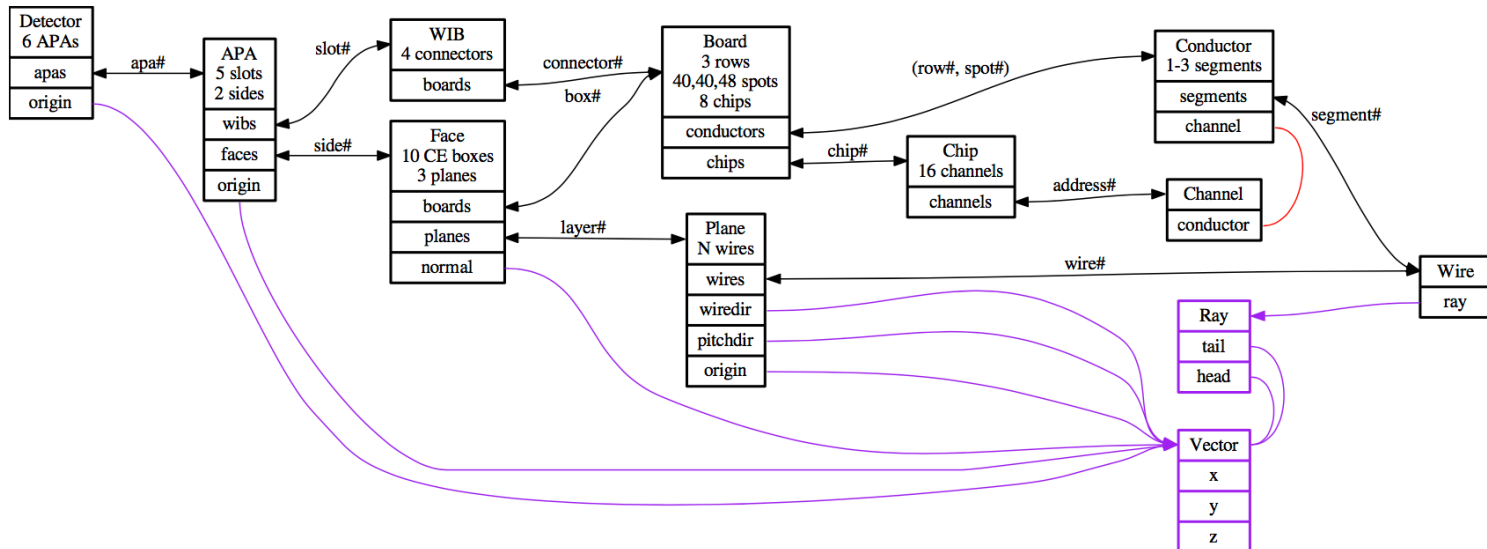 Detector
6 APAs
apas
origin
apa#
APA
5 slots
2 sides
wibs
faces
origin
slot#
side#
WIB
4 connectors
boards
Face
10 CE boxes
3 planes
boards
planes
normal
connector#
box#
layer#
Board
3 rows
40,40,48 spots
8 chips
conductors
chips
Plane
N wires
wires
wiredir
pitchdir
origin
(row#, spot#)
chip#
Chip
16 channels
channels
address#
wire#
Conductor
1-3 segments
segments
channel
Channel
conductor
segment#
Wire
ray
Ray
tail
head
Vector
x
y
z